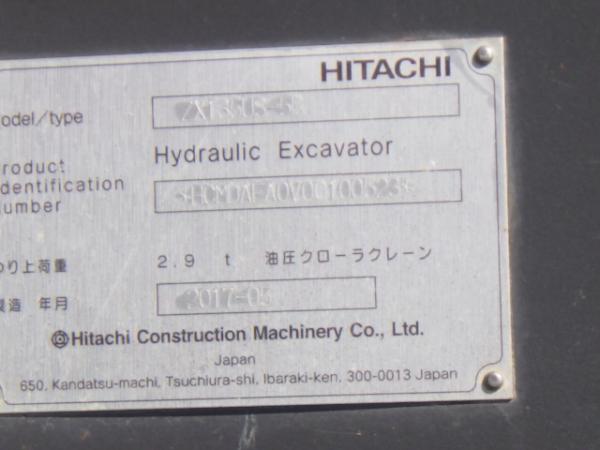 HITACHI
odel/type ZX135US-5B
roduct Hydraulic Excavator
dentification
umber
り上荷重 2.9 t 油圧クローラクレーン
製造 年月 2017-05
Hitachi Construction Machinery Co., Ltd.
Japan
650, Kandatsu-machi, Tsuchiura-shi, Ibaraki-ken, 300-0013 Japan